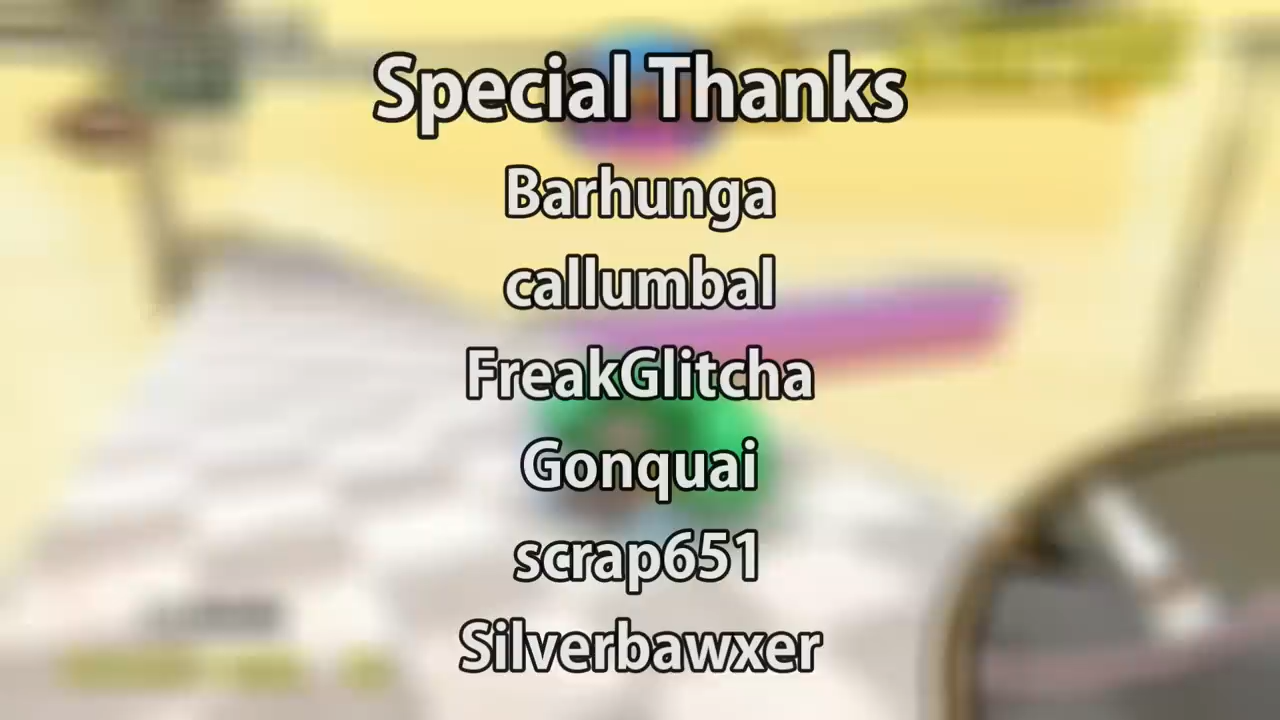 Special Thanks
Barhunga
callumbal
FreakGlitcha
Gonquai
scrap651
Silverbawxer